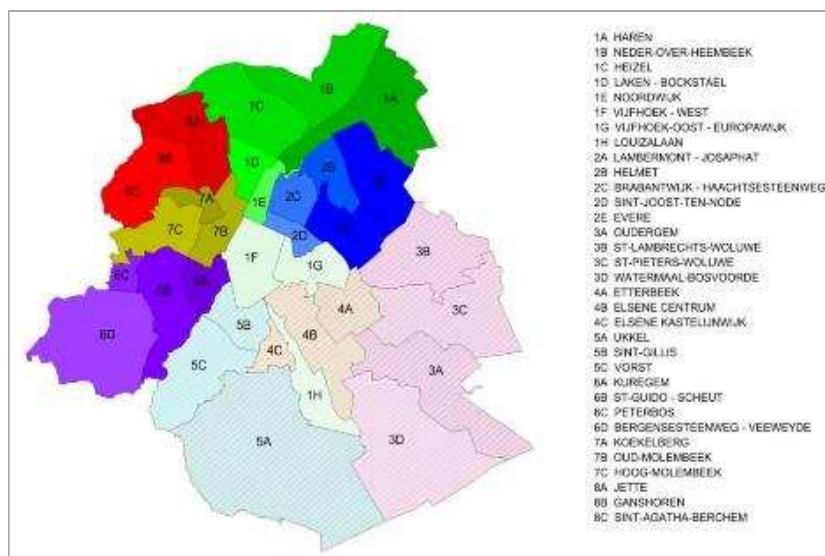 1A HAREN
1B NEDER-OVER-HEEMBEEK
1C HEIZEL
1D LAKEN - BOCKSTAEL
1E NOORDWIJK
1F VIJFHOEK - WEST
1G VIJFHOEK-OOST - EUROPAWIJK
1H LOUIZALAAN
2A LAMBERMONT - JOSAPHAT
2B HELMET
2C BRABANTWIJK - HAACHTSESTEENWEG
2D SINT-JOOST-TEN-NODE
2E EVERE
3A OUDERGEM
3B ST-LAMBRECHTS-WOLUWE
3C ST-PIETERS-WOLUWE
3D WATERMAAL-BOSVOORDE
4A ETTERBEEK
4B ELSENE CENTRUM
4C ELSENE KASTELIJNWIJK
5A UKKEL
5B SINT-GILLIS
5C VORST
6A KUREGEM
6B ST-GUIDO - SCHEUT
6C PETERBOS
6D BERGENSESTEENWEG - VEEWEYDE
7A KOEKELBERG
7B OUD-MOLEMBEEK
7C HOOG-MOLEMBEEK
8A JETTE
8B GANSHOREN
8C SINT-AGATHA-BERCHEM
1B
1A
1C
8A
8B
1D
2B
8C
7A
1E
2C
7C
7B
2D
3B
1F
1G
6C
6B
4A
3C
5B
4B
6D
4C
5C
3A
1H
5A
3D